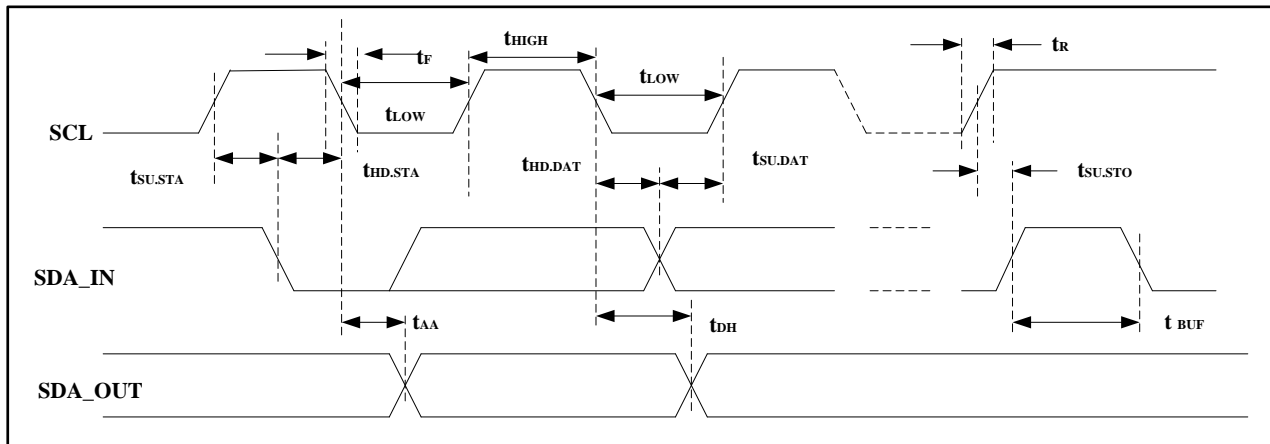 tF
tHIGH
tR
tLOW
tLOW
SCL
tSU.STA
tHD.STA
tHD.DAT
tSU.DAT
tSU.STO
SDA_IN
tAA
tDH
t BUF
SDA_OUT